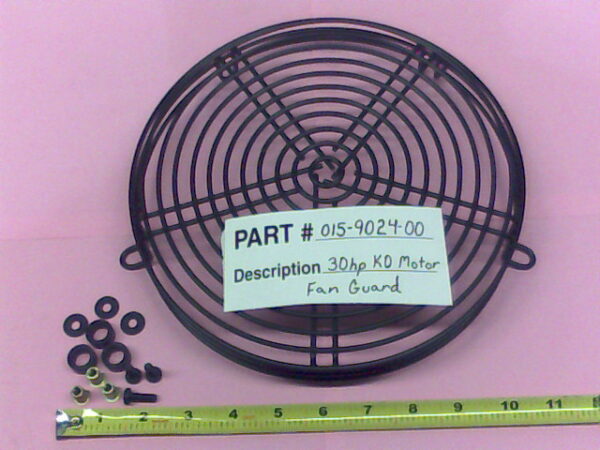 PART # 015-9024-00
Description 30hp KD Motor
Fan Guard
1 2 3 4 5 6 7 8 9 10 11